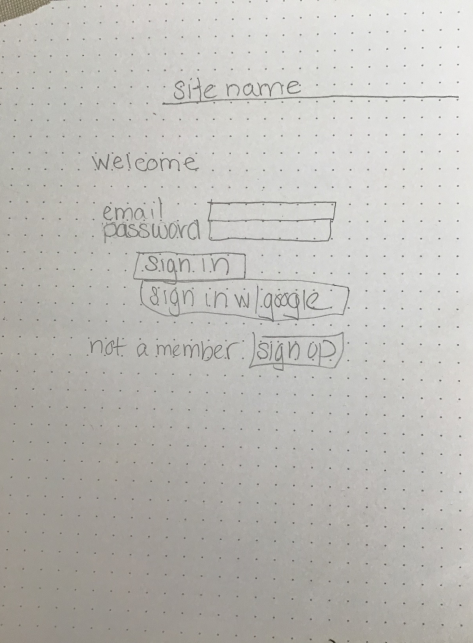 site name
welcome
email
password
sign in
sign in w/ google
not a member sign up